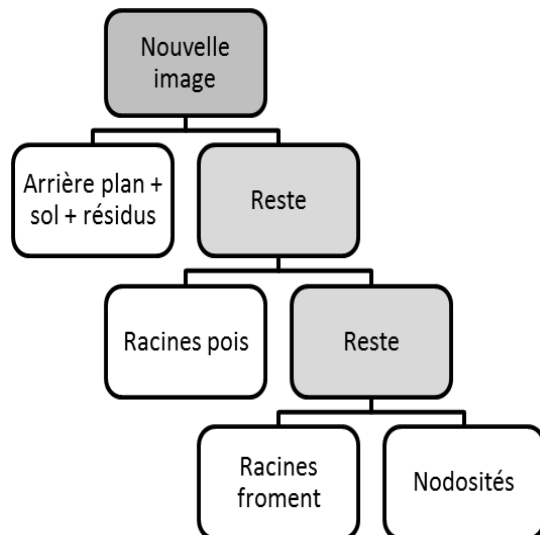 Nouvelle
image
Arrière plan +
sol + résidus
Reste
Racines pois
Reste
Racines
froment
Nodosités